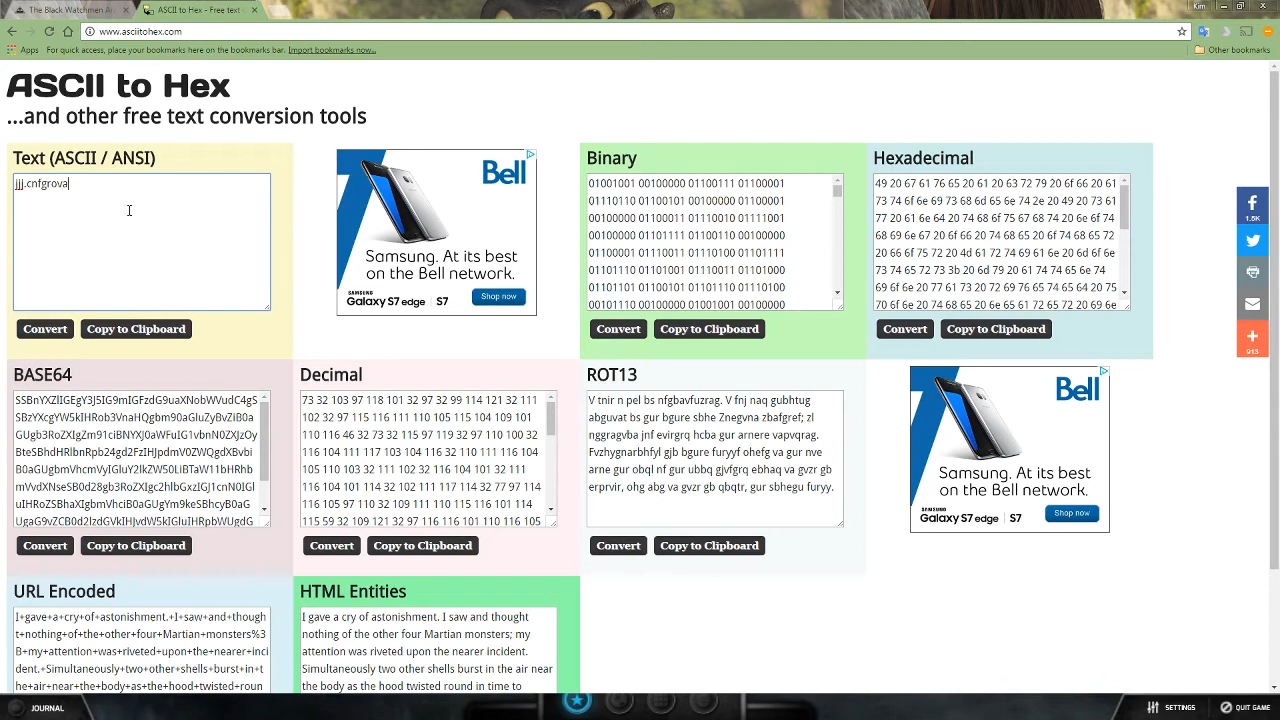 The Black Watchmen Ar
ASCII to Hex - Free text
Kim
www.asciitohex.com
Apps
For quick access, place your bookmarks here on the bookmarks bar. Import bookmarks now...
Other bookmarks
ASCII to Hex
...and other free text conversion tools
Text (ASCII / ANSI)
jjj.cnfgrova
Convert
Copy to Clipboard
Bell
Samsung. At its best
on the Bell network.
SAMSUNG
Galaxy S7 edge | S7
Shop now
Binary
01001001 00100000 01100111 01100001
01110110 01100101 00100000 01100001
00100000 01100011 01110010 01111001
00100000 01101111 01100110 00100000
01100001 01110011 01110100 01101111
01101110 01101001 01110011 01101000
01101101 01100101 01101110 01110100
00101110 00100000 01001001 00100000
Convert
Copy to Clipboard
Hexadecimal
49 20 67 61 76 65 20 61 20 63 72 79 20 6f 66 20 61
73 74 6f 6e 69 73 68 6d 65 6e 74 2e 20 49 20 73 61
77 20 61 6e 64 20 74 68 6f 75 67 68 74 20 6e 6f 74
68 69 6e 67 20 6f 66 20 74 68 65 20 6f 74 68 65 72
20 66 6f 75 72 20 4d 61 72 74 69 61 6e 20 6d 6f 6e
73 74 65 72 73 3b 20 6d 79 20 61 74 74 65 6e 74
69 6f 6e 20 77 61 73 20 72 69 76 65 74 65 64 20 75
70 6f 6e 20 74 68 65 20 6e 65 61 72 65 72 20 69 6e
Convert
Copy to Clipboard
1.5K
913
BASE64
SSBnYXZlIGEgY3J5IG9mIGFzdG9uaXNobWVudC4gS
SBzYXcgYW5kIHRob3VnaHQgbm90aGluZyBvZiB0a
GUgb3RoZXIgZm91ciBNYXJ0aWFuIG1vbnN0ZXJzOy
BteSBhdHRlbnRpb24gd2FzIHJpdmV0ZWQgdXBvbi
B0aGUgbmVhcmVyIGluY2lkZW50LiBTaW11bHRhb
mVvdXNseSB0d28gb3RoZXIgc2hlbGxzIGJ1cnN0IGlu
IHRoZSBhaXIgbmVhciB0aGUgYm9keSBhcyB0aG
UgaG9vZCB0d2lzdGVkIHJvdW5kIGluIHRpbWUgd
Convert
Copy to Clipboard
Decimal
73 32 103 97 118 101 32 97 32 99 114 121 32 111
102 32 97 115 116 111 110 105 115 104 109 101
110 116 46 32 73 32 115 97 119 32 97 110 100 32
116 104 111 117 103 104 116 32 110 111 116 104
105 110 103 32 111 102 32 116 104 101 32 111
116 104 101 114 32 102 111 117 114 32 77 97 114
116 105 97 110 32 109 111 110 115 116 101 114
115 59 32 109 121 32 97 116 116 101 110 116 105
Convert
Copy to Clipboard
ROT13
V tnir n pel bs nfgbavfuzrag. V fnj naq gubhtug
abguvat bs gur bgure sbhe Znegvna zbafgref; zl
nggragvba jnf evirgrq hcba gur arnere vapvqrag.
Fvzhygnarbhfyl gjb bgure furyyf ohefg va gur nve
arne gur obql nf gur ubbq gjvfgrq ebhaq va gvzr gb
erprvir, ohg abg va gvzr gb qbqtr, gur sbhegu furyy.
Convert
Copy to Clipboard
Bell
Samsung. At its best
on the Bell network.
SAMSUNG
Galaxy S7 edge | S7
Shop now
URL Encoded
I+gave+a+cry+of+astonishment.+I+saw+and+though
t+nothing+of+the+other+four+Martian+monsters%3
B+my+attention+was+riveted+upon+the+nearer+inci
dent.+Simultaneously+two+other+shells+burst+in+t
he+air+near+the+body+as+the+hood+twisted+roun
HTML Entities
I gave a cry of astonishment. I saw and thought
nothing of the other four Martian monsters; my
attention was riveted upon the nearer incident.
Simultaneously two other shells burst in the air near
the body as the hood twisted round in time to
JOURNAL
SETTINGS
QUIT GAME